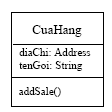 CuaHang
diaChi: Address
tenGoi: String
addSale()